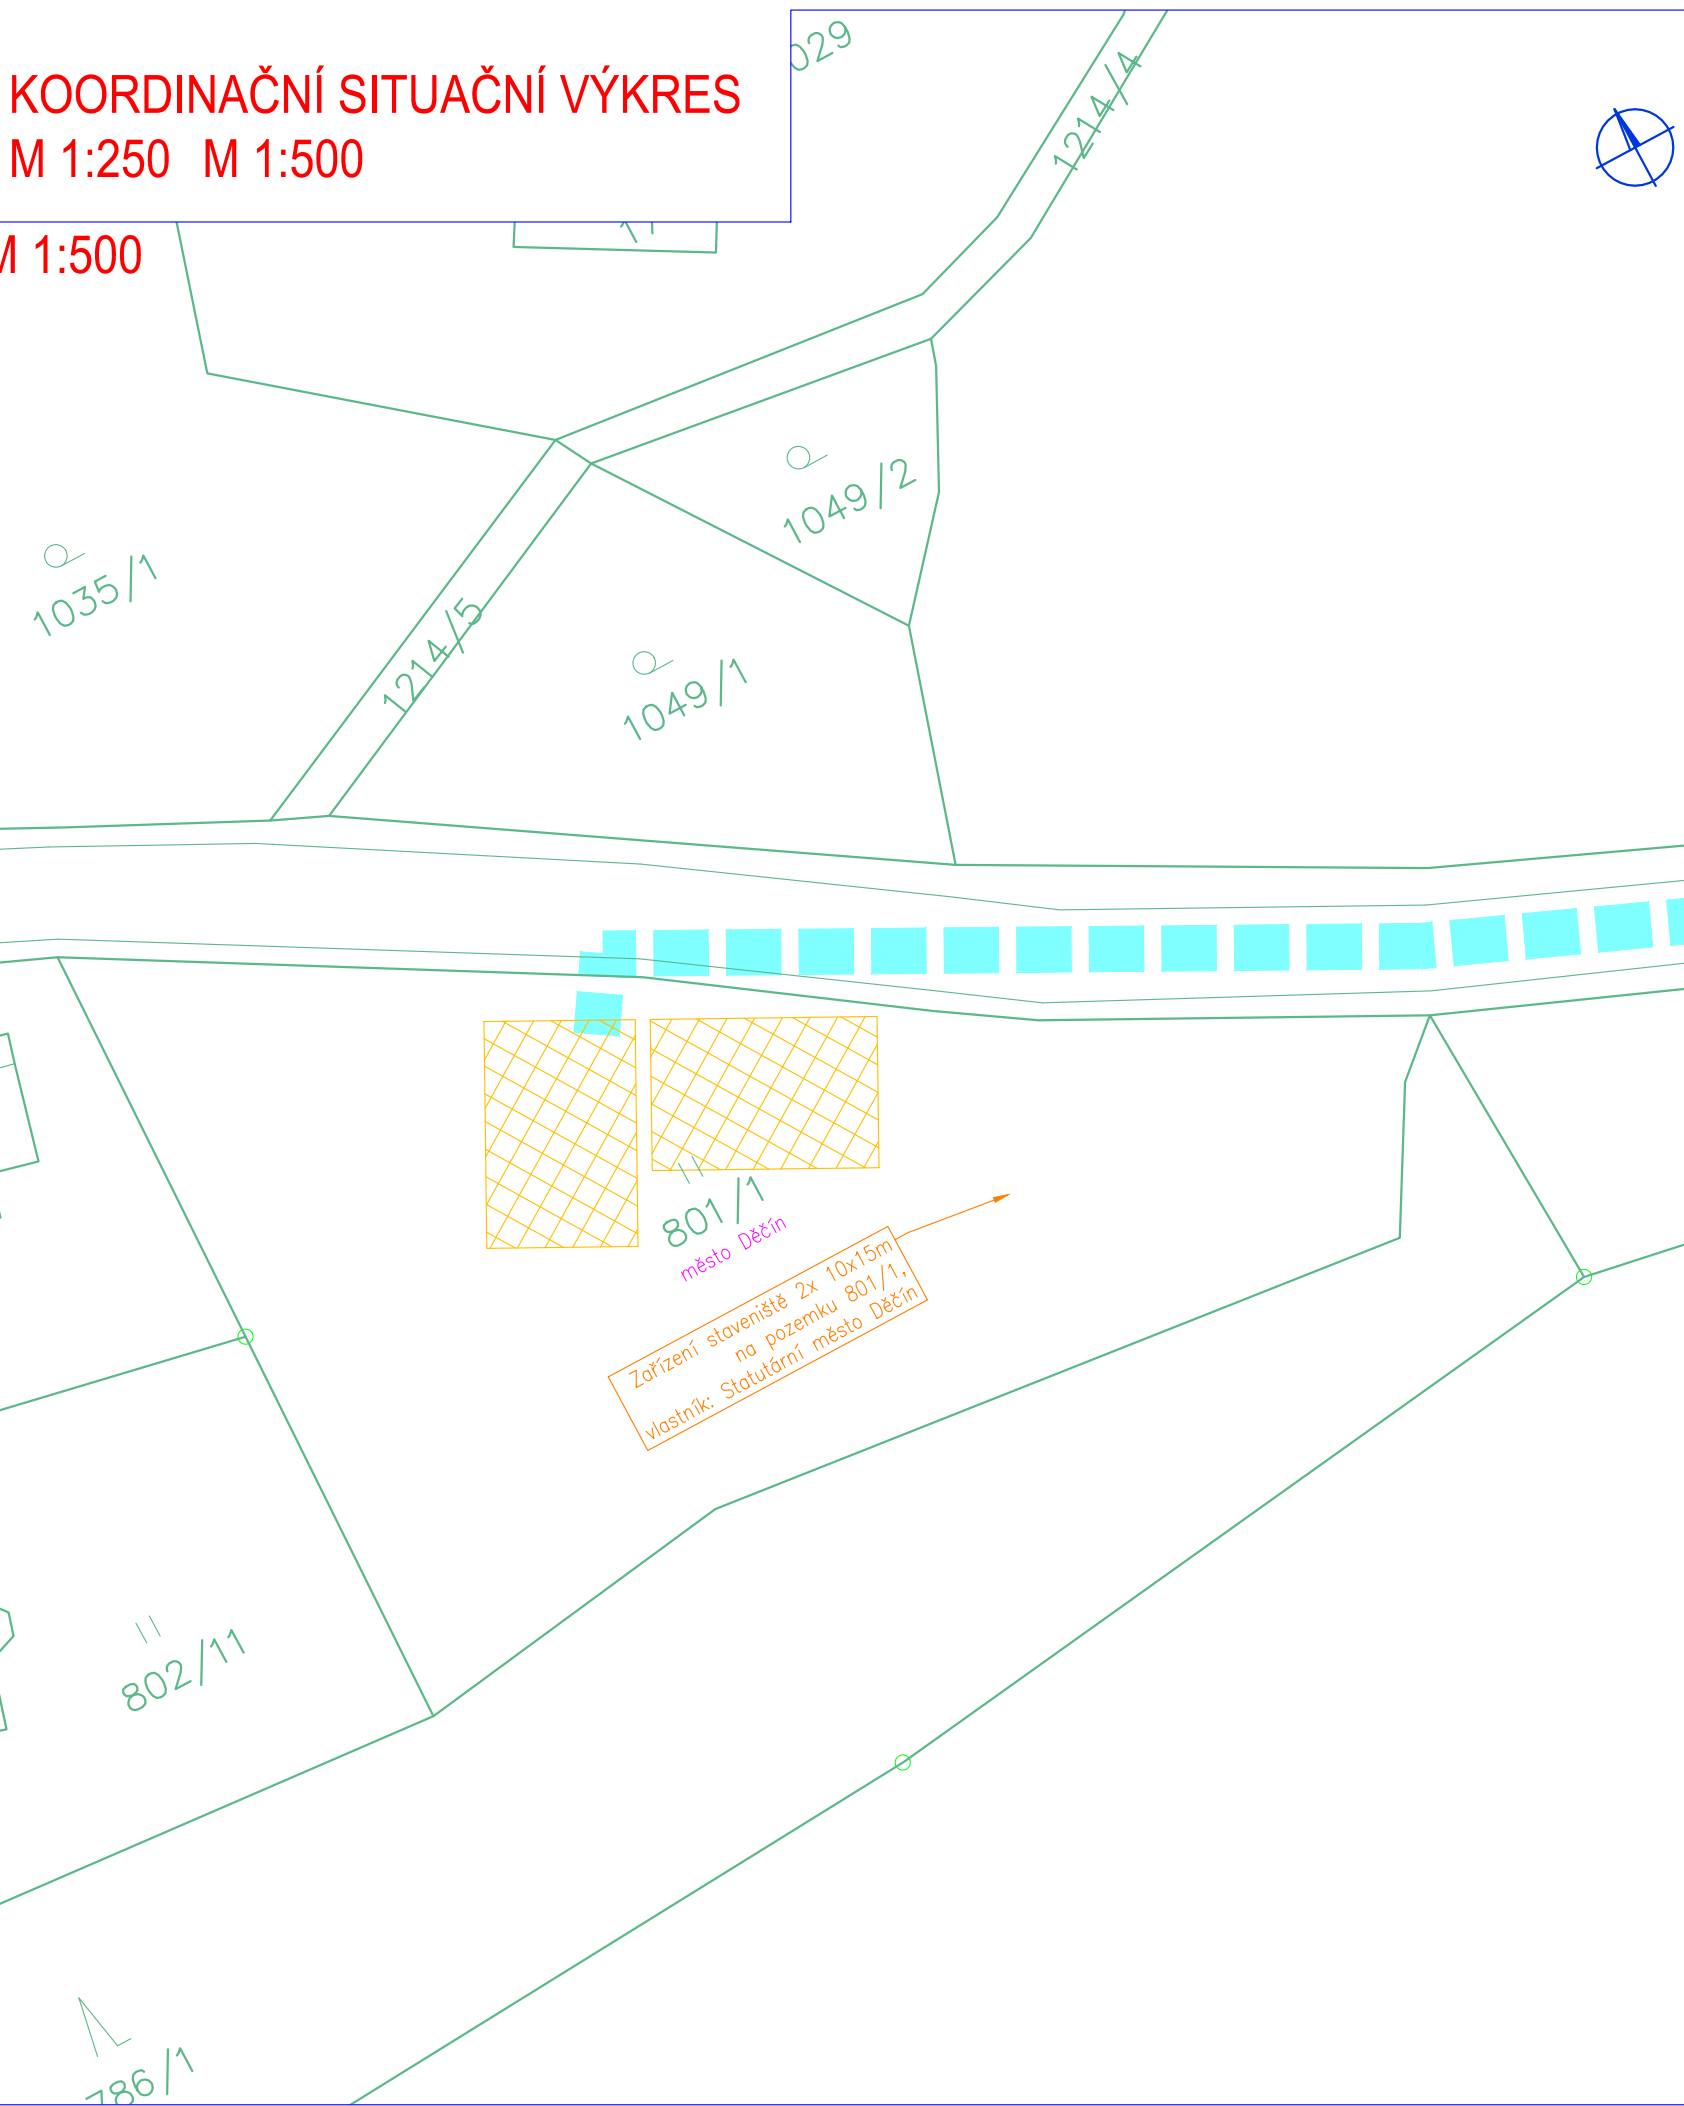 KOORDINAČNÍ SITUAČNÍ VÝKRES
M 1:250 M 1:500
M 1:500
029
1214/4
1049/2
1035/1
1214/5
1049/1
801/1
město Děčín
Zařízení staveniště 2x 10x15m
na pozemku 801/1,
vlastník: Statutární město Děčín
802/11
786/1